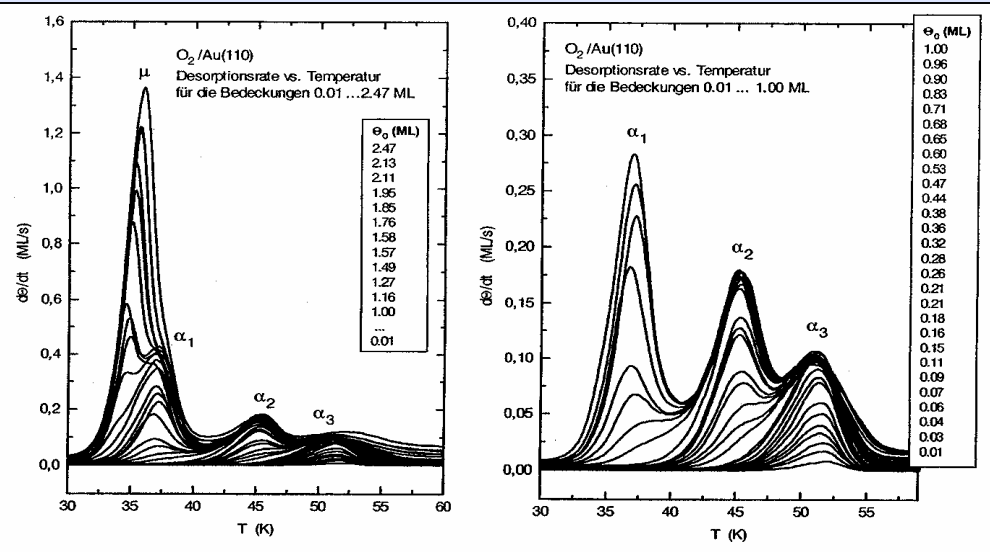 1,6
1,4
1,2
1,0
0,8
0,6
0,4
0,2
0,0
dΘ/dt (ML/s)
O₂/Au(110)
Desorptionsrate vs. Temperatur
für die Bedeckungen 0.01 ...2.47 ML
μ
α₁
α₂
α₃
Θₒ (ML)
2.47
2.13
2.11
1.95
1.85
1.76
1.58
1.57
1.49
1.27
1.16
1.00
...
0.01
30 35 40 45 50 55 60
T (K)
0,40
0,35
0,30
0,25
0,20
0,15
0,10
0,05
0,00
dΘ/dt (ML/s)
O₂/Au(110)
Desorptionsrate vs. Temperatur
für die Bedeckungen 0.01 ... 1.00 ML
α₁
α₂
α₃
30 35 40 45 50 55
T (K)
Θₒ (ML)
1.00
0.96
0.90
0.83
0.71
0.68
0.65
0.60
0.53
0.47
0.44
0.38
0.36
0.32
0.28
0.26
0.21
0.21
0.18
0.16
0.15
0.11
0.09
0.07
0.06
0.04
0.03
0.01